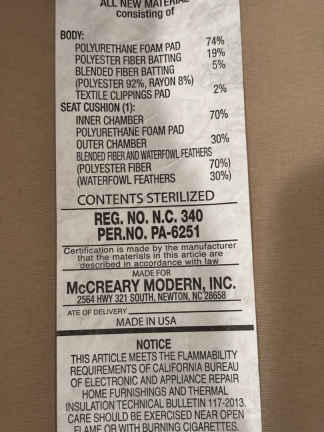 ALL NEW MATERIAL
consisting of
BODY:
POLYURETHANE FOAM PAD 74%
POLYESTER FIBER BATTING 19%
BLENDED FIBER BATTING 5%
(POLYESTER 92%, RAYON 8%)
TEXTILE CLIPPINGS PAD 2%
SEAT CUSHION (1):
INNER CHAMBER 70%
POLYURETHANE FOAM PAD
OUTER CHAMBER 30%
BLENDED FIBER AND WATERFOWL FEATHERS
(POLYESTER FIBER 70%)
(WATERFOWL FEATHERS 30%)
CONTENTS STERILIZED
REG. NO. N.C. 340
PER.NO. PA-6251
Certification is made by the manufacturer
that the materials in this article are
described in accordance with law
MADE FOR
McCREARY MODERN, INC.
2564 HWY 321 SOUTH, NEWTON, NC 28658
ATE OF DELIVERY
MADE IN USA
NOTICE
THIS ARTICLE MEETS THE FLAMMABILITY
REQUIREMENTS OF CALIFORNIA BUREAU
OF ELECTRONIC AND APPLIANCE REPAIR
HOME FURNISHINGS AND THERMAL
INSULATION TECHNICAL BULLETIN 117-2013.
CARE SHOULD BE EXERCISED NEAR OPEN
FLAME OR WITH BURNING CIGARETTES.